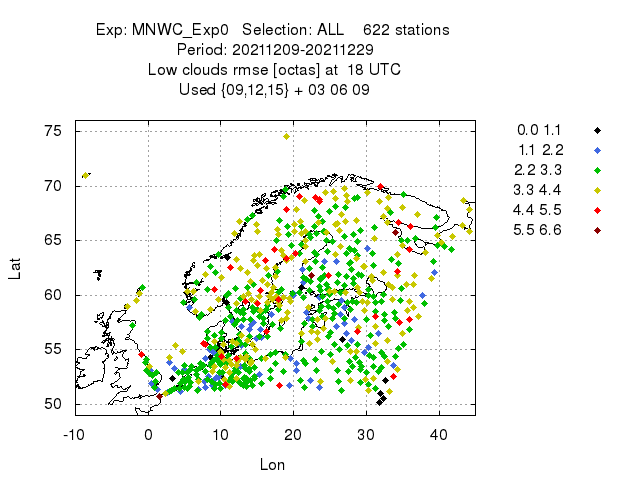 Exp: MNWC_Exp0 Selection: ALL 622 stations
Period: 20211209-20211229
Low clouds rmse [octas] at 18 UTC
Used {09,12,15} + 03 06 09
75
70
65
60
55
50
Lat
-10 0 10 20 30 40
Lon
0.0 1.1
1.1 2.2
2.2 3.3
3.3 4.4
4.4 5.5
5.5 6.6